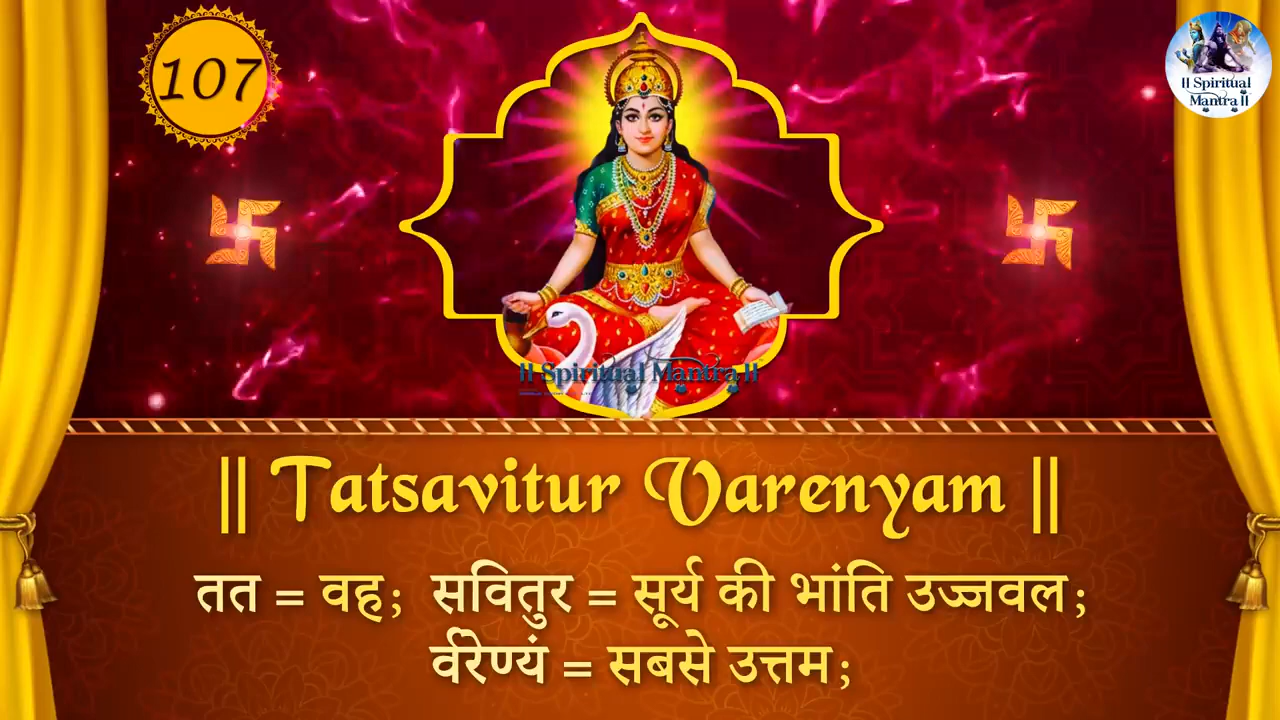 107
|| Spiritual
Mantra ||
|| Spiritual Mantra ||
|| Tatsavitur Varenyam ||
तत = वह; सवितुर = सूर्य की भांति उज्जवल;
र्वरेण्यं = सबसे उत्तम;